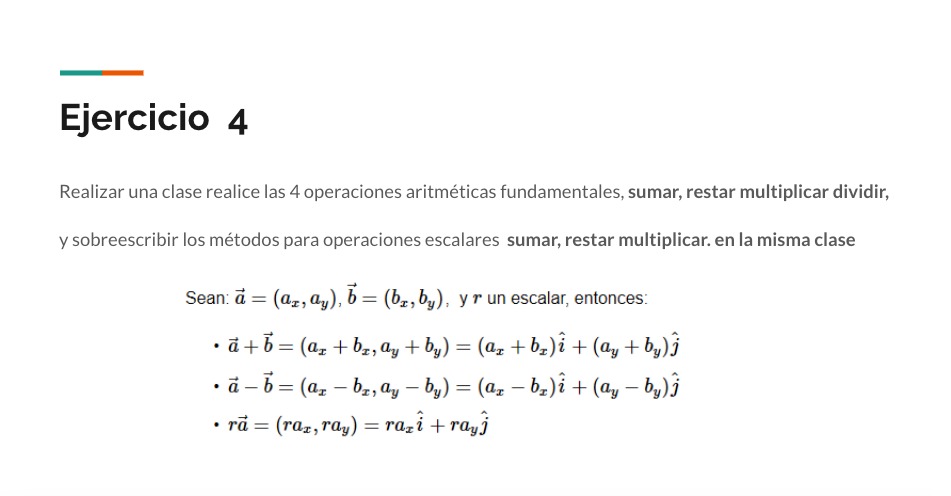 Ejercicio 4
Realizar una clase realice las 4 operaciones aritméticas fundamentales, sumar, restar multiplicar dividir,
y sobreescribir los métodos para operaciones escalares sumar, restar multiplicar. en la misma clase
Sean: $\vec{a} = (a_x, a_y)$, $\vec{b} = (b_x, b_y)$, y $r$ un escalar, entonces:
• $\vec{a} + \vec{b} = (a_x + b_x, a_y + b_y) = (a_x + b_x)\hat{i} + (a_y + b_y)\hat{j}$
• $\vec{a} - \vec{b} = (a_x - b_x, a_y - b_y) = (a_x - b_x)\hat{i} + (a_y - b_y)\hat{j}$
• $r\vec{a} = (ra_x, ra_y) = ra_x\hat{i} + ra_y\hat{j}$